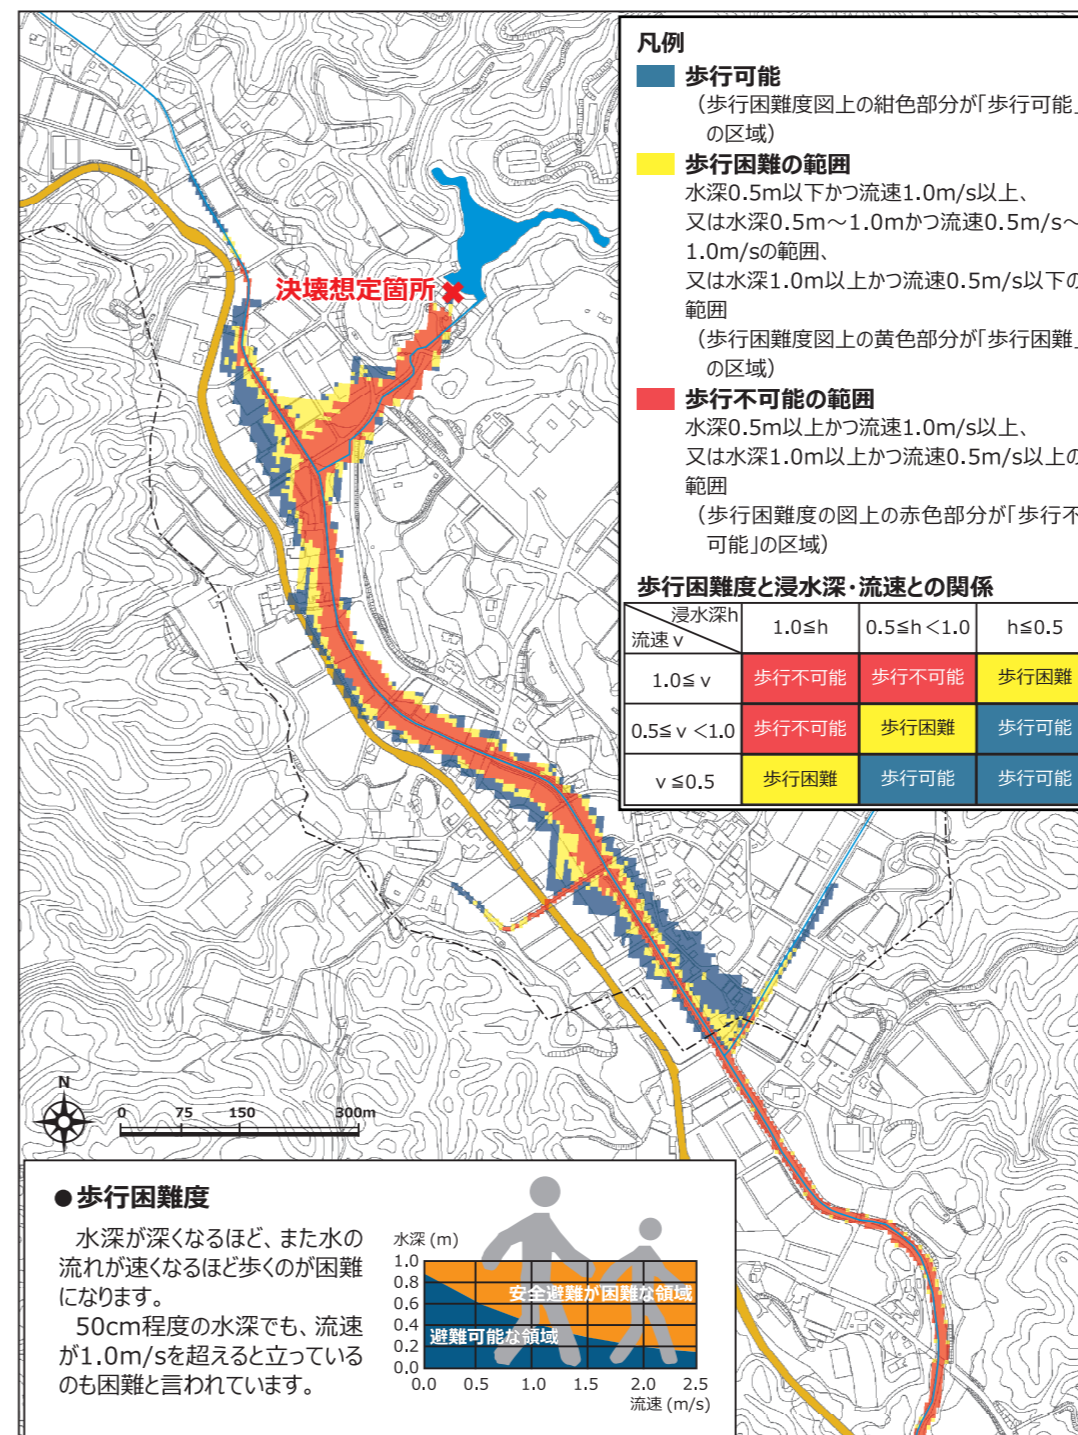 凡例
歩行可能
（歩行困難度図上の紺色部分が「歩行可能」
の区域）
歩行困難の範囲
水深0.5m以下かつ流速1.0m/s以上、
又は水深0.5m～1.0mかつ流速0.5m/s～
1.0m/sの範囲、
又は水深1.0m以上かつ流速0.5m/s以下の
範囲
（歩行困難度図上の黄色部分が「歩行困難」
の区域）
歩行不可能の範囲
水深0.5m以上かつ流速1.0m/s以上、
又は水深1.0m以上かつ流速0.5m/s以上の
範囲
（歩行困難度の図上の赤色部分が「歩行不
可能」の区域）
歩行困難度と浸水深・流速との関係
浸水深h
流速v
1.0≦h 0.5≦h＜1.0 h≦0.5
1.0≦v 歩行不可能 歩行不可能 歩行困難
0.5≦v＜1.0 歩行不可能 歩行困難 歩行可能
v≦0.5 歩行困難 歩行可能 歩行可能
決壊想定箇所
N
0 75 150 300m
●歩行困難度
水深が深くなるほど、また水の
流れが速くなるほど歩くのが困難
になります。
50cm程度の水深でも、流速
が1.0m/sを超えると立っている
のも困難と言われています。
水深(m)
1.0
0.8
0.6
0.4
0.2
0.0
安全避難が困難な領域
避難可能な領域
0.0 0.5 1.0 1.5 2.0 2.5
流速(m/s)